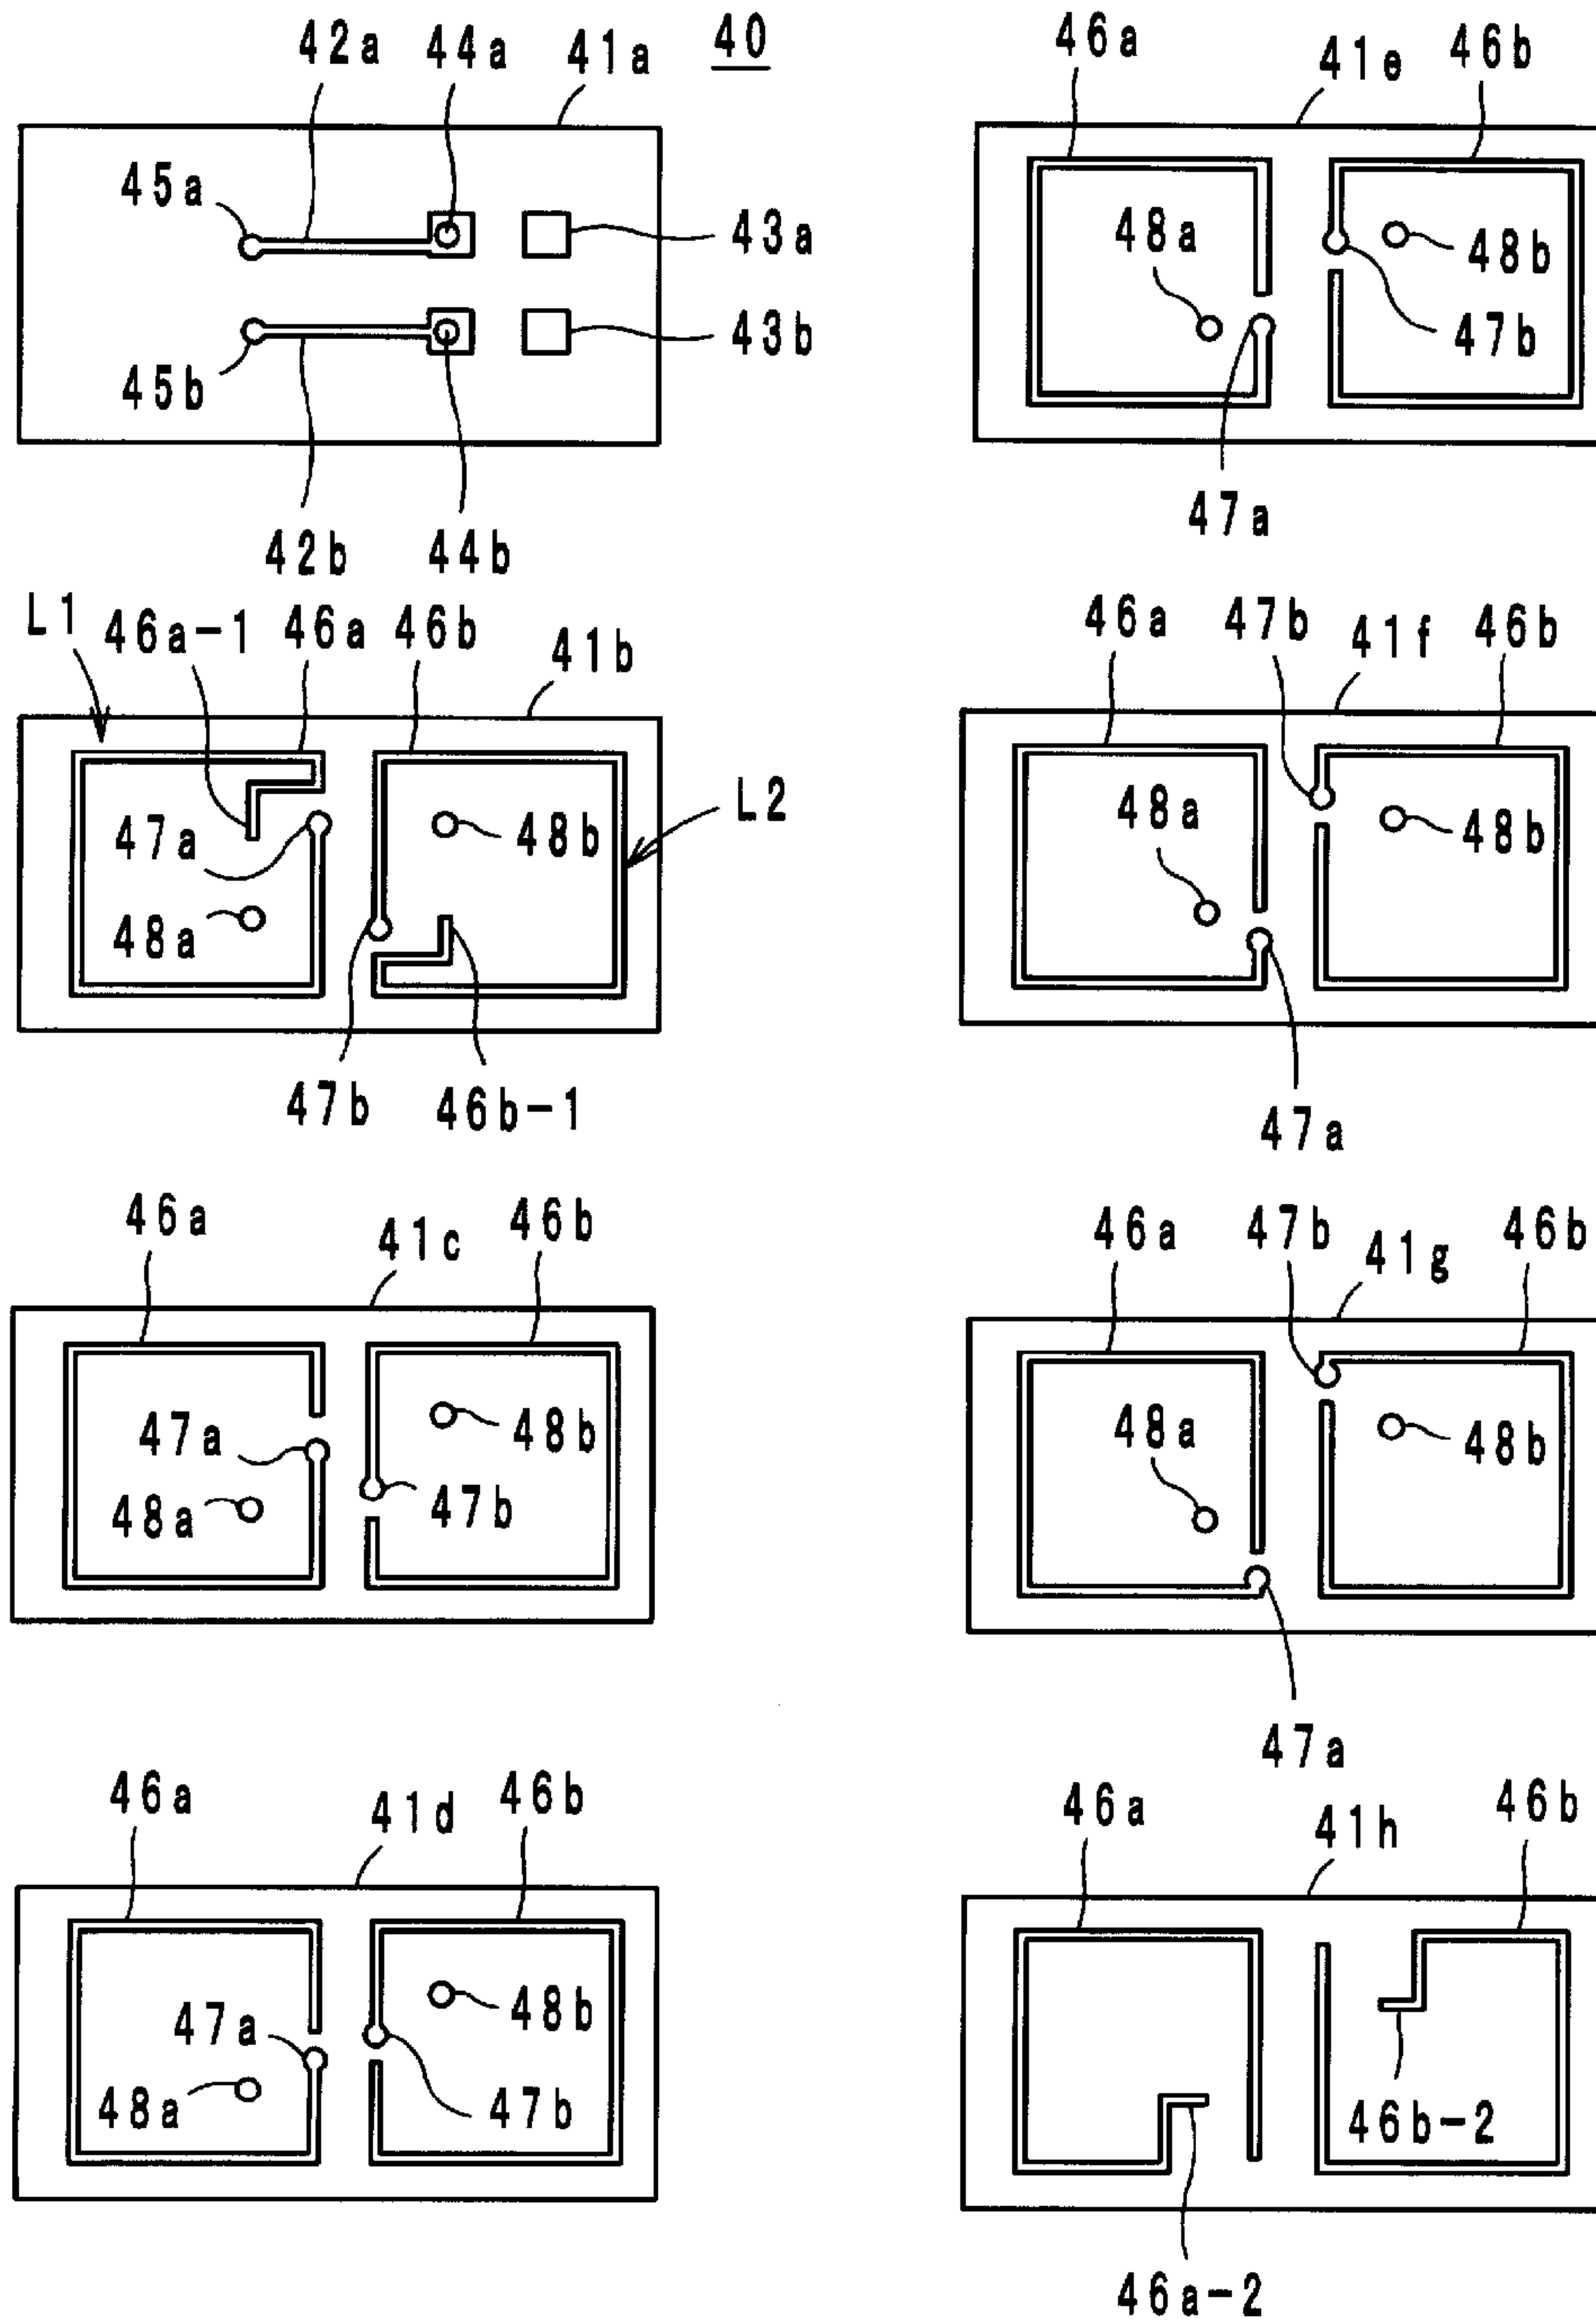 40
42a 44a 41a
45a
43a
43b
45b
42b 44b
L1 46a-1 46a 46b 41b
47a 48b L2
48a
47b 46b-1
46a 41c 46b
47a 48b
48a 47b
46a 41d 46b
47a 48b
48a 47b
46a 41e 46b
48a 48b
47b
47a
46a 47b 41f 46b
48a 48b
47a
46a 47b 41g 46b
48a 48b
47a
46a 41h 46b
46b-2
46a-2